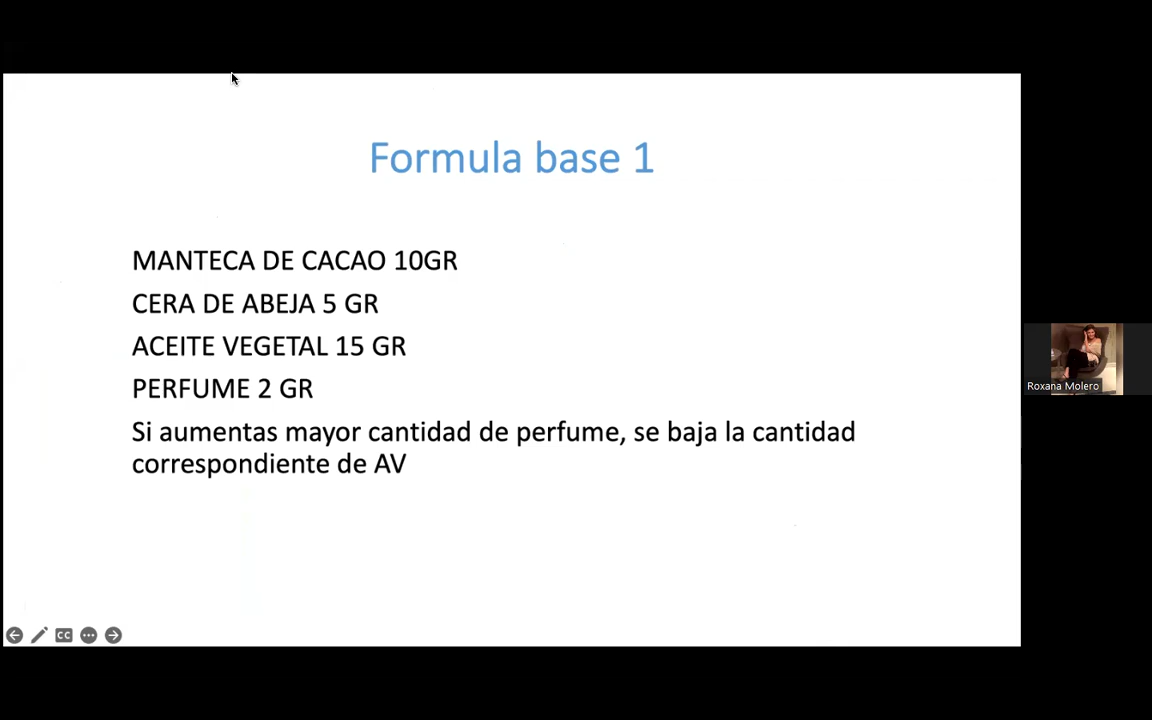 Formula base 1
MANTECA DE CACAO 10GR
CERA DE ABEJA 5 GR
ACEITE VEGETAL 15 GR
PERFUME 2 GR
Si aumentas mayor cantidad de perfume, se baja la cantidad
correspondiente de AV
Roxana Molero
CC